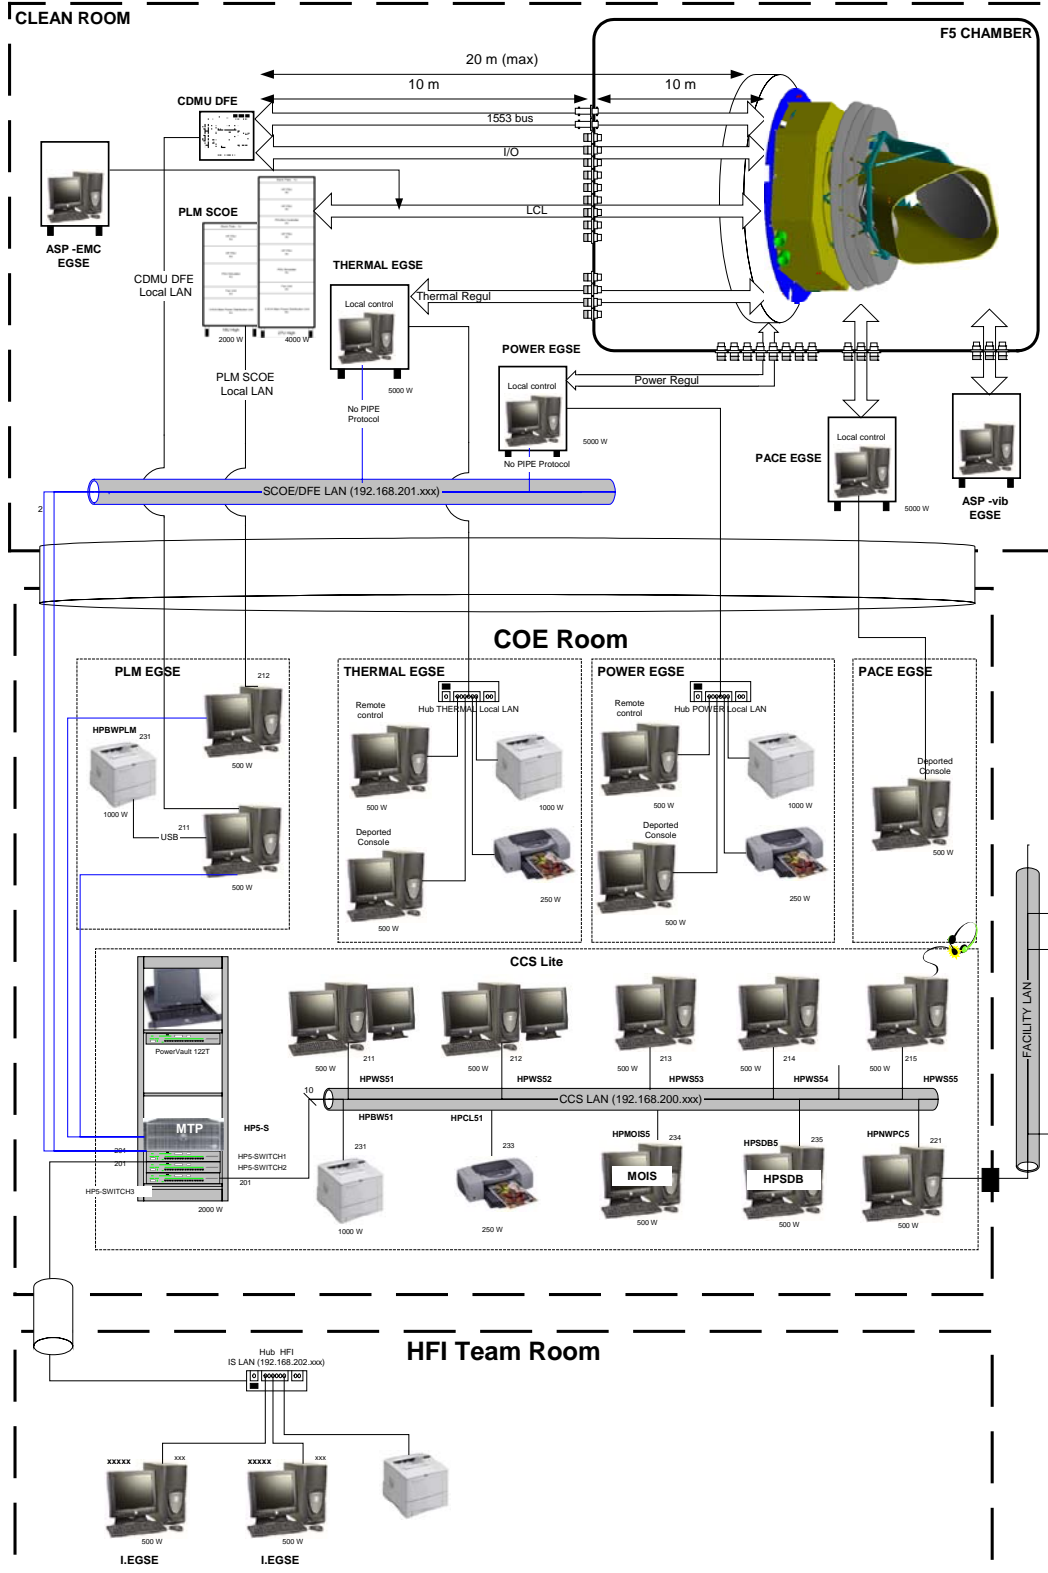 CLEAN ROOM
F5 CHAMBER
20 m (max)
10 m
10 m
CDMU DFE
1553 bus
I/O
PLM SCOE
LCL
ASP -EMC
EGSE
THERMAL EGSE
CDMU DFE
Local LAN
Local control
Thermal Regul
2000 W
4000 W
POWER EGSE
PLM SCOE
Local LAN
5000 W
Local control
Power Regul
No PIPE
Protocol
5000 W
Local control
PACE EGSE
No PIPE Protocol
SCOE/DFE LAN (192.168.201.xxx)
ASP -vib
EGSE
5000 W
2
COE Room
PLM EGSE
THERMAL EGSE
POWER EGSE
PACE EGSE
212
Remote
control
Hub THERMAL Local LAN
Remote
control
Hub POWER Local LAN
HPBWPLM
231
500 W
Deported
Console
500 W
1000 W
500 W
1000 W
1000 W
USB
211
Deported
Console
Deported
Console
500 W
500 W
250 W
500 W
250 W
500 W
CCS Lite
PowerVault 122T
211
212
213
214
215
500 W
500 W
500 W
500 W
500 W
HPWS51
HPWS52
HPWS53
HPWS54
HPWS55
FACILITY LAN
10
CCS LAN (192.168.200.xxx)
MTP
HP5-S
HPBW51
HPCL51
HPMOIS5
234
HPSDB5
235
HPNWPC5
221
201
HP5-SWITCH1
231
233
201
HP5-SWITCH2
MOIS
HPSDB
201
HP5-SWITCH3
2000 W
1000 W
250 W
500 W
500 W
500 W
HFI Team Room
Hub HFI
IS LAN (192.168.202.xxx)
xxxxx
xxx
xxxxx
xxx
500 W
500 W
I.EGSE
I.EGSE